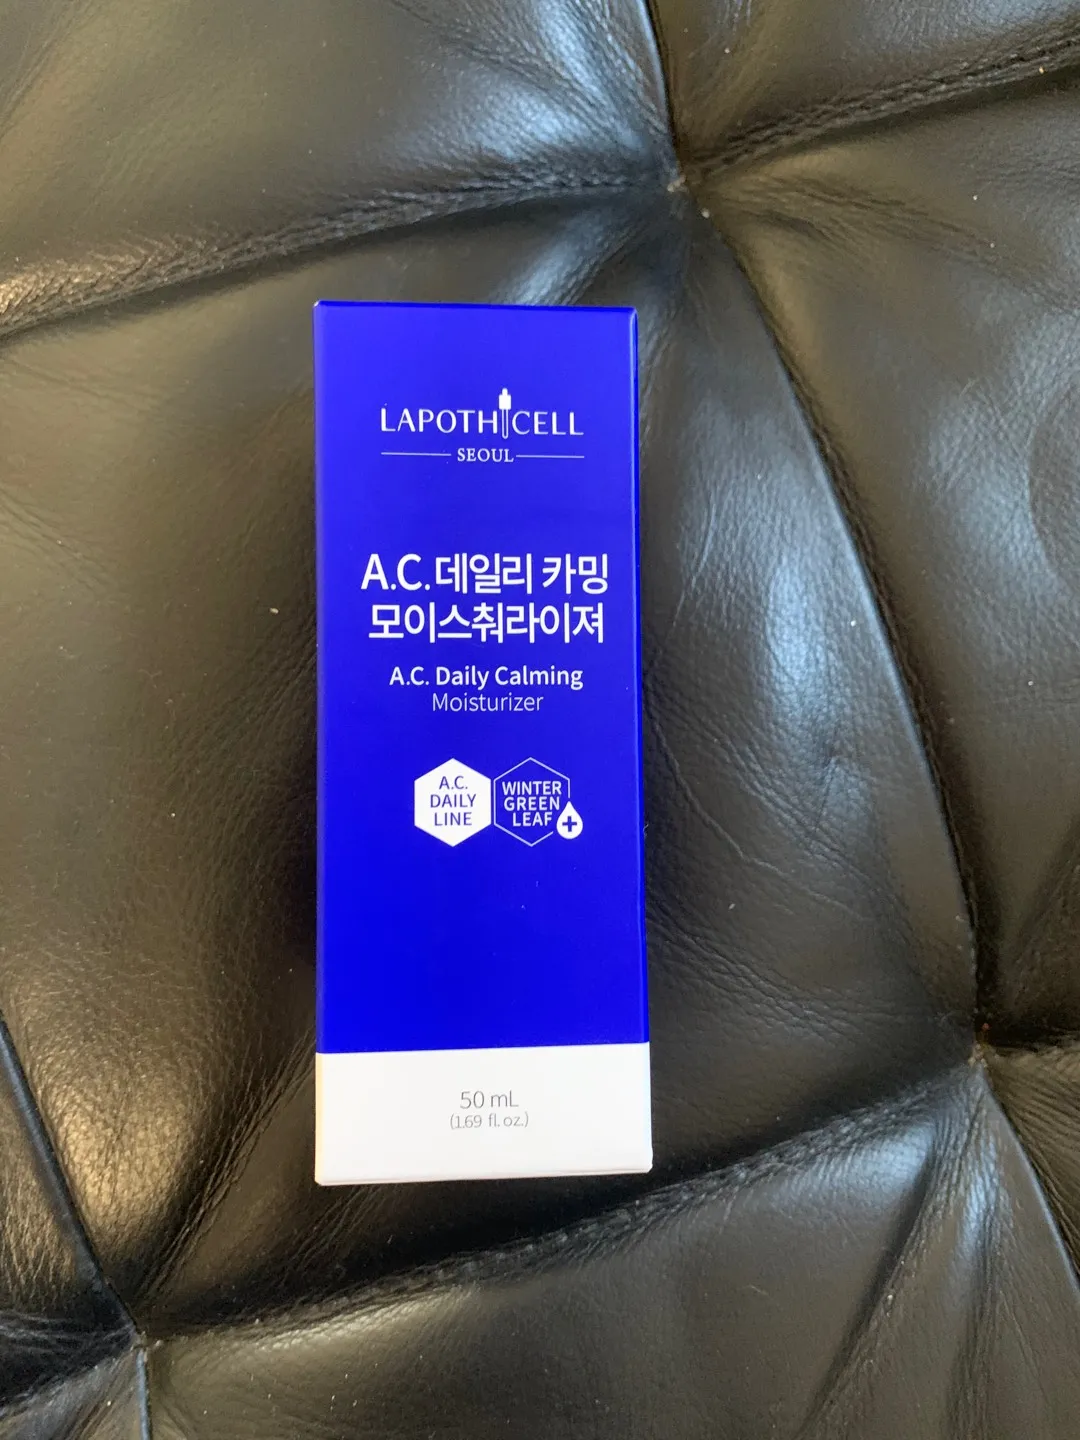 LAPOTHICELL
SEOUL
A.C. 데일리 카밍
모이스춰라이져
A.C. Daily Calming
Moisturizer
A.C.
DAILY
LINE
WINTER
GREEN
LEAF
50 mL
(1.69 fl. oz.)